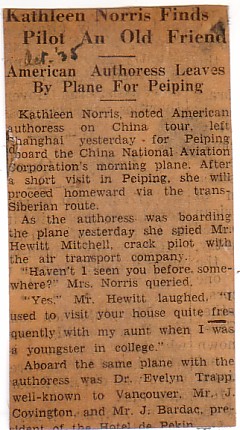 Kathleen Norris Finds
Pilot An Old Friend
Oct. '35
American Authoress Leaves
By Plane For Peiping
Kathleen Norris, noted American
authoress on China tour, left
Shanghai yesterday for Peiping
aboard the China National Aviation
Corporation's morning plane. After
a short visit in Peiping, she will
proceed homeward via the trans-
Siberian route.
As the authoress was boarding
the plane yesterday she spied Mr.
Hewitt Mitchell, crack pilot with
the air transport company.
"Haven't I seen you before, some-
where?" Mrs. Norris queried.
"Yes," Mr. Hewitt laughed, "I
used to visit your house quite fre-
quently with my aunt when I was
a youngster in college."
Aboard the same plane with the
authoress was Dr. Evelyn Trapp,
well-known to Vancouver, Mr. J.
Covington, and Mr. J. Bardac, pre-
sident of the Hotel de Pekin